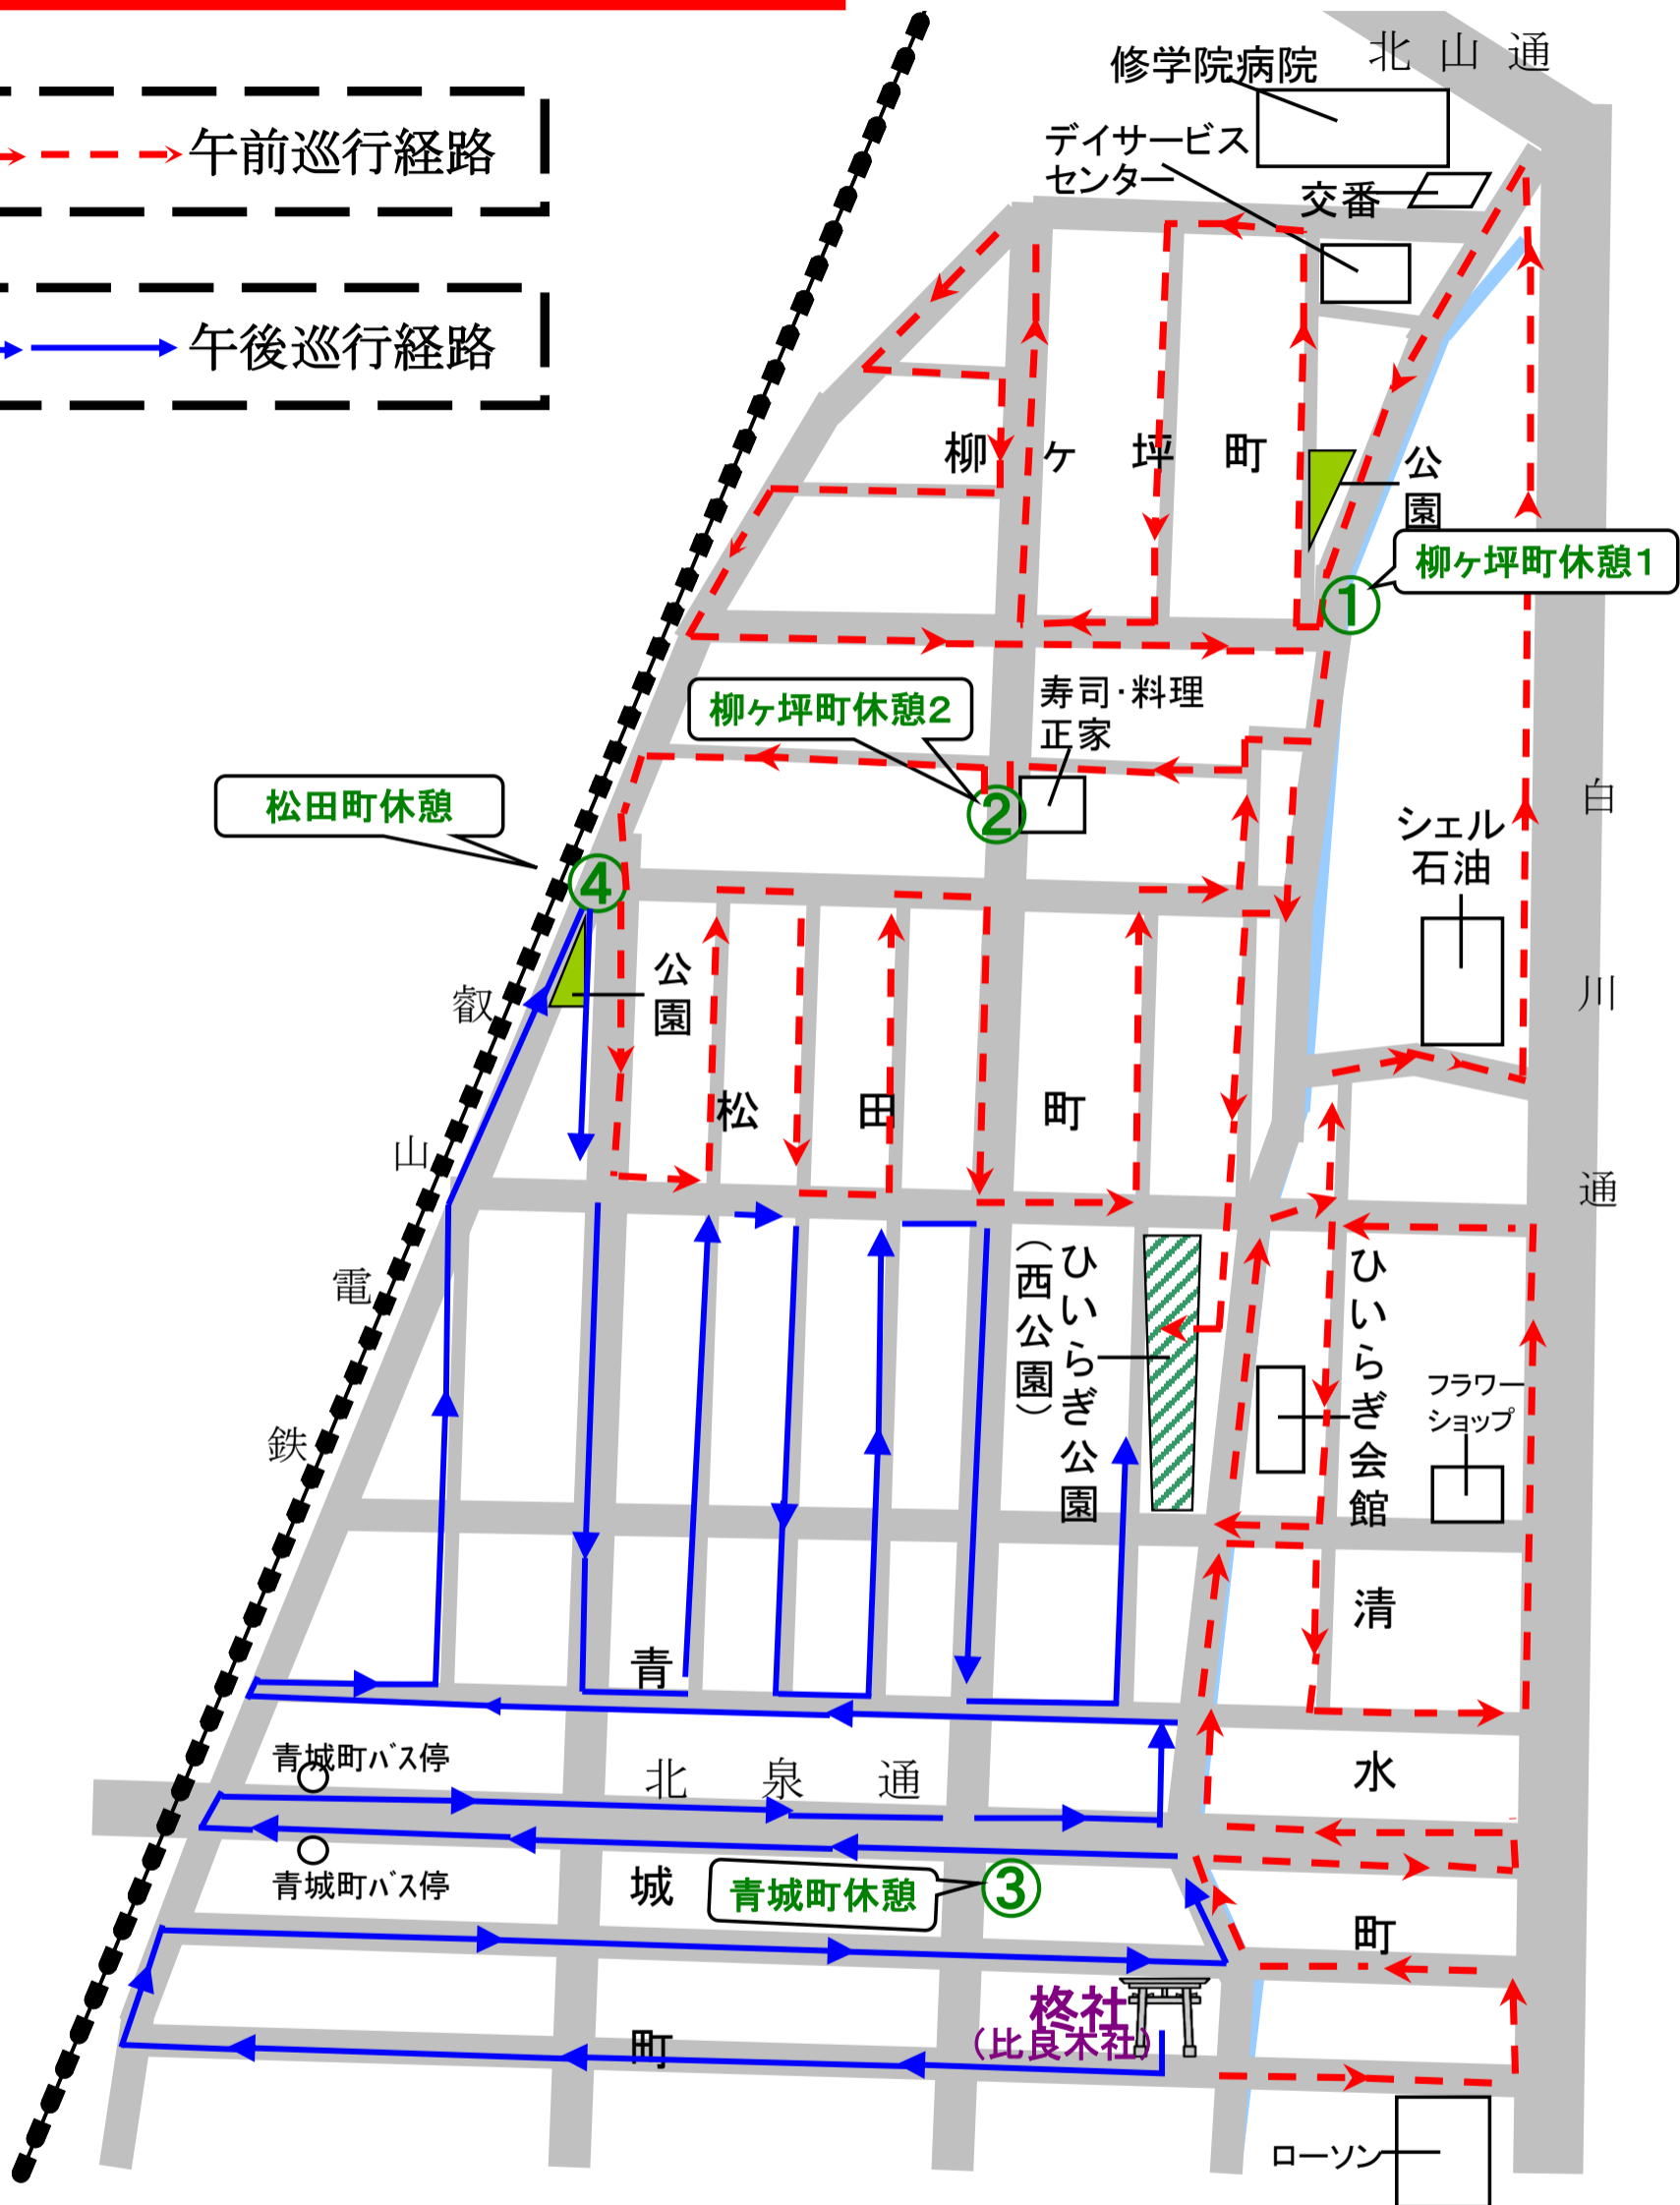 午前巡行経路
午後巡行経路
北山通
修学院病院
デイサービス
センター
交番
柳ヶ坪町
公園
柳ヶ坪町休憩1
①
柳ヶ坪町休憩2
②
寿司・料理
正家
松田町休憩
④
シェル
石油
白川通
公園
松田町
叡山電鉄
ひいらぎ公園
(西公園)
ひいらぎ会館
フラワー
ショップ
清水町
青城町
青城町バス停
北泉通
青城町バス停
青城町休憩
③
柊社
(比良木社)
ローソン